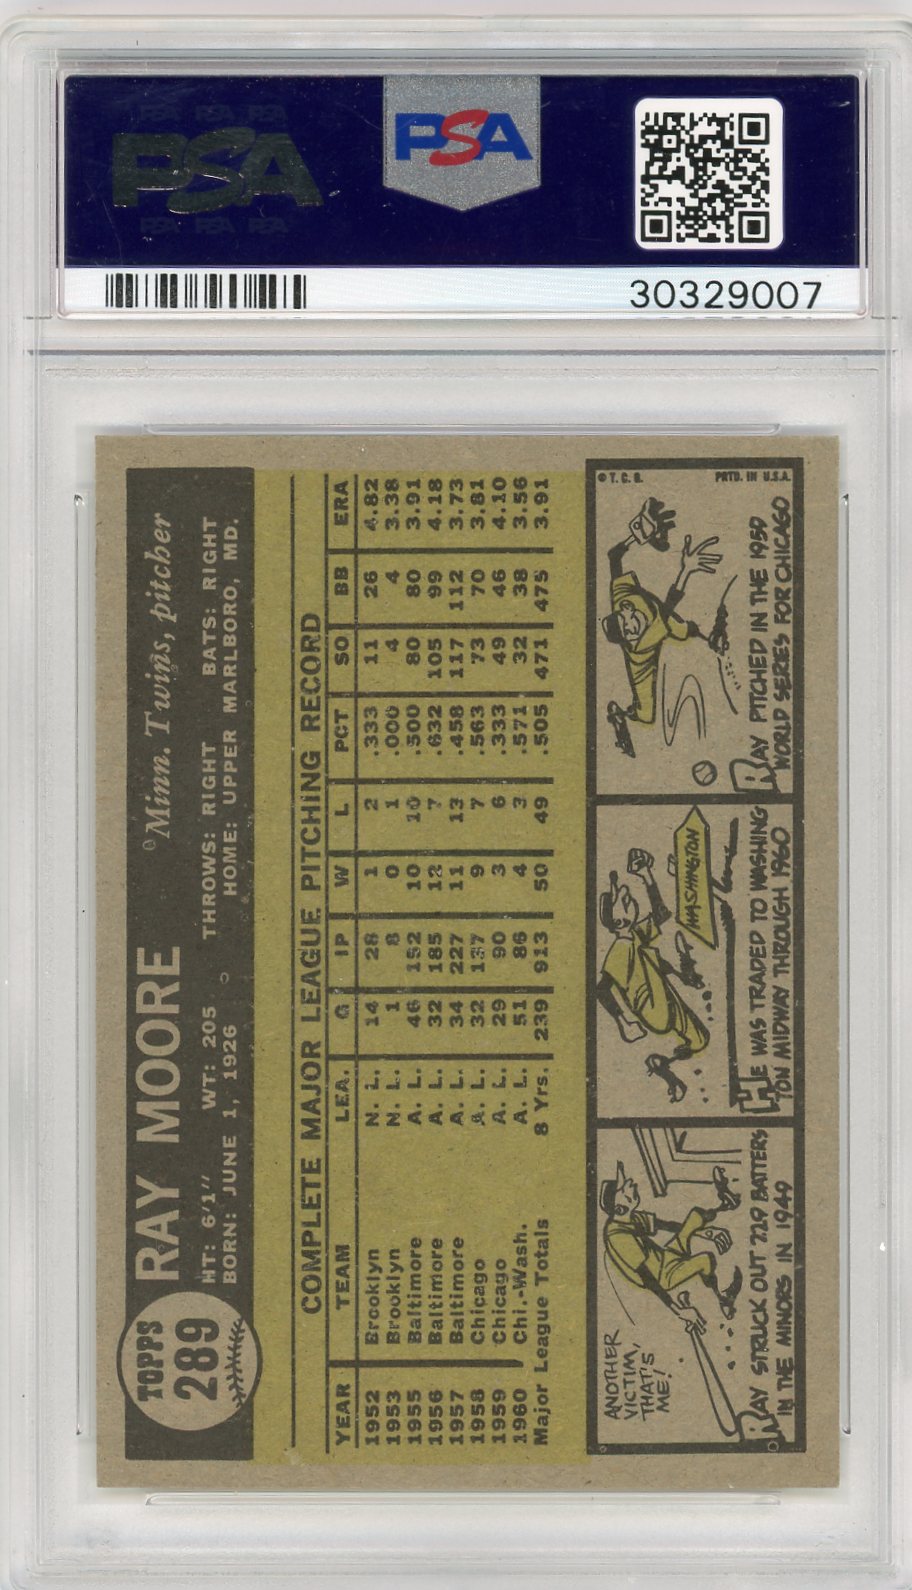 PSA PSA PSA
PSA
PSA PSA PSA
PSA
30329007
TOPPS
289
RAY MOORE
Minn. Twins, pitcher
HT: 6'1" WT: 205 THROWS: RIGHT BATS: RIGHT
BORN: JUNE 1, 1926 HOME: UPPER MARLBORO, MD.
COMPLETE MAJOR LEAGUE PITCHING RECORD
YEAR TEAM LEA. G IP W L PCT SO BB ERA
1952 Brooklyn N. L. 14 28 1 2 .333 11 26 4.82
1953 Brooklyn N. L. 1 8 0 1 .000 4 4 3.38
1955 Baltimore A. L. 46 152 10 10 .500 80 80 3.91
1956 Baltimore A. L. 32 185 12 7 .632 105 99 4.18
1957 Baltimore A. L. 34 227 11 13 .458 117 112 3.73
1958 Chicago A. L. 32 137 9 7 .563 73 70 3.81
1959 Chicago A. L. 29 90 3 6 .333 49 46 4.10
1960 Chi.-Wash. A. L. 51 86 4 3 .571 32 38 3.56
Major League Totals 8 Yrs. 239 913 50 49 .505 471 475 3.91
ANOTHER
VICTIM,
THAT'S
ME!
RAY STRUCK OUT 229 BATTERS
IN THE MINORS IN 1949
WASHINGTON
HE WAS TRADED TO WASHING
TON MIDWAY THROUGH 1960
© T. C. G. PRTD. IN U.S.A.
RAY PITCHED IN THE 1959
WORLD SERIES FOR CHICAGO